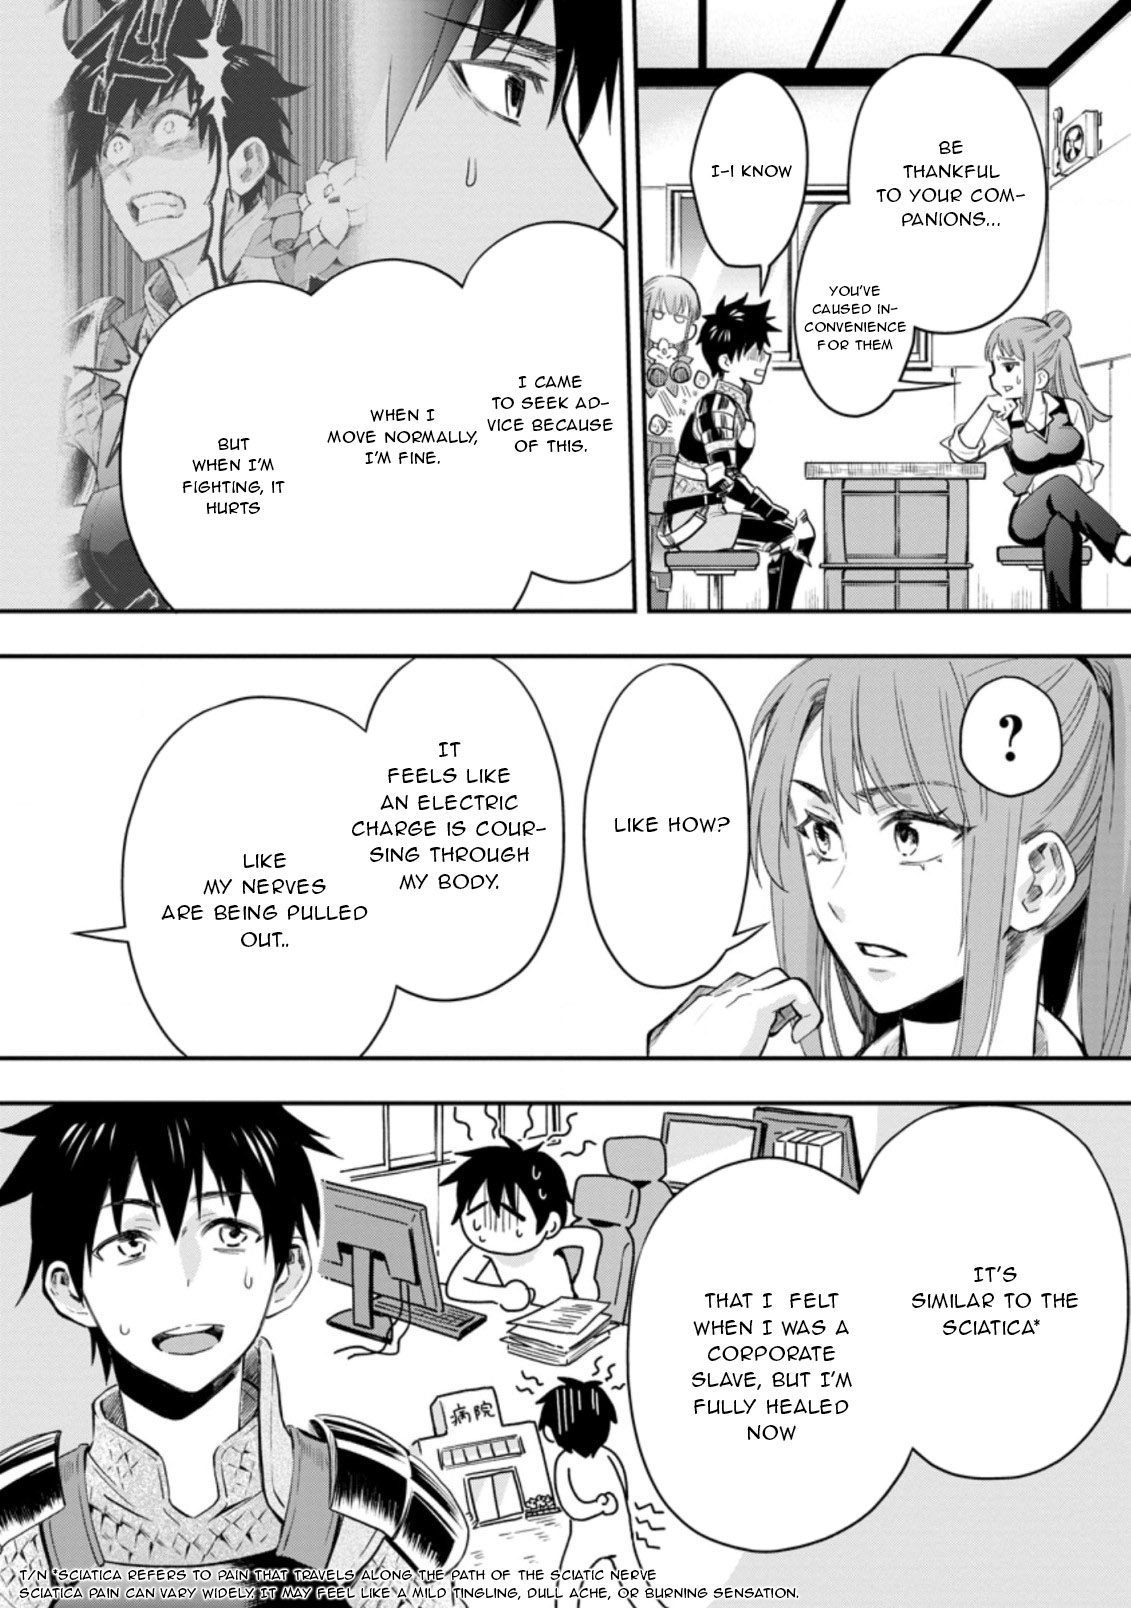 BE
THANKFUL
TO YOUR COM-
PANIONS...
YOU'VE
CAUSED IN-
CONVENIENCE
FOR THEM
I-I KNOW
I CAME
TO SEEK AD-
VICE BECAUSE
OF THIS.
WHEN I
MOVE NORMALLY,
I'M FINE.
BUT
WHEN I'M
FIGHTING, IT
HURTS
?
LIKE HOW?
IT
FEELS LIKE
AN ELECTRIC
CHARGE IS COUR-
SING THROUGH
MY BODY.
LIKE
MY NERVES
ARE BEING PULLED
OUT..
IT'S
SIMILAR TO THE
SCIATICA*
THAT I FELT
WHEN I WAS A
CORPORATE
SLAVE, BUT I'M
FULLY HEALED
NOW
病院
T/N *SCIATICA REFERS TO PAIN THAT TRAVELS ALONG THE PATH OF THE SCIATIC NERVE
SCIATICA PAIN CAN VARY WIDELY. IT MAY FEEL LIKE A MILD TINGLING, DULL ACHE, OR BURNING SENSATION.